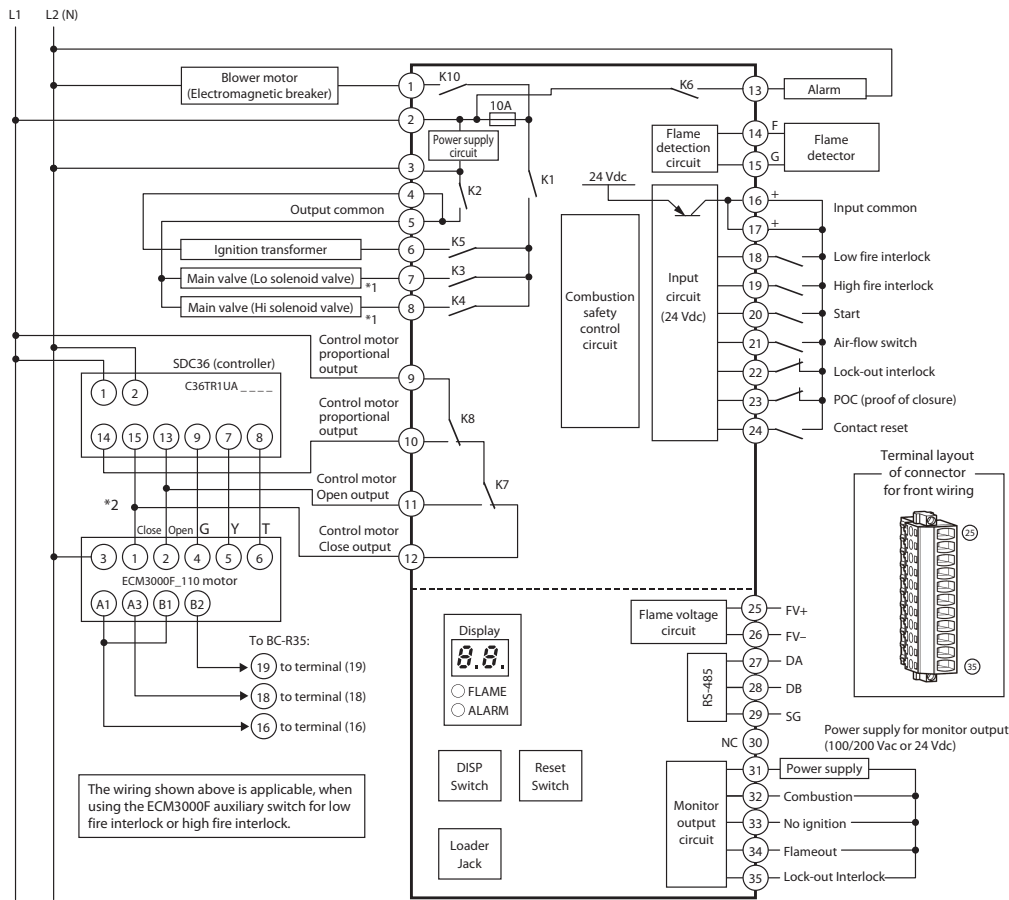 L1
L2 (N)
Blower motor
(Electromagnetic breaker)
1
K10
K6
13
Alarm
2
10A
Power supply
circuit
3
4
K2
K1
Output common
5
Ignition transformer
6
K5
Main valve (Lo solenoid valve)
*1
7
K3
Main valve (Hi solenoid valve)
*1
8
K4
Flame
detection
circuit
14
F
15
G
Flame
detector
24 Vdc
Combustion
safety
control
circuit
Input
circuit
(24 Vdc)
16
+
17
+
Input common
18
Low fire interlock
19
High fire interlock
20
Start
21
Air-flow switch
22
Lock-out interlock
23
POC (proof of closure)
24
Contact reset
Control motor
proportional
output
9
Control motor
proportional
output
10
K8
Control motor
Open output
11
K7
Control motor
Close output
12
SDC36 (controller)
C36TR1UA _ _ _ _
1
2
14
15
13
9
7
8
*2
Close
Open
G
Y
T
3
1
2
4
5
6
ECM3000F_110 motor
A1
A3
B1
B2
To BC-R35:
19
to terminal (19)
18
to terminal (18)
16
to terminal (16)
The wiring shown above is applicable, when
using the ECM3000F auxiliary switch for low
fire interlock or high fire interlock.
Terminal layout
of connector
for front wiring
25
35
Display
8.8.
FLAME
ALARM
DISP
Switch
Reset
Switch
Loader
Jack
Flame voltage
circuit
25
FV+
26
FV–
RS-485
27
DA
28
DB
29
SG
NC
30
Power supply for monitor output
(100/200 Vac or 24 Vdc)
Monitor
output
circuit
31
Power supply
32
Combustion
33
No ignition
34
Flameout
35
Lock-out Interlock